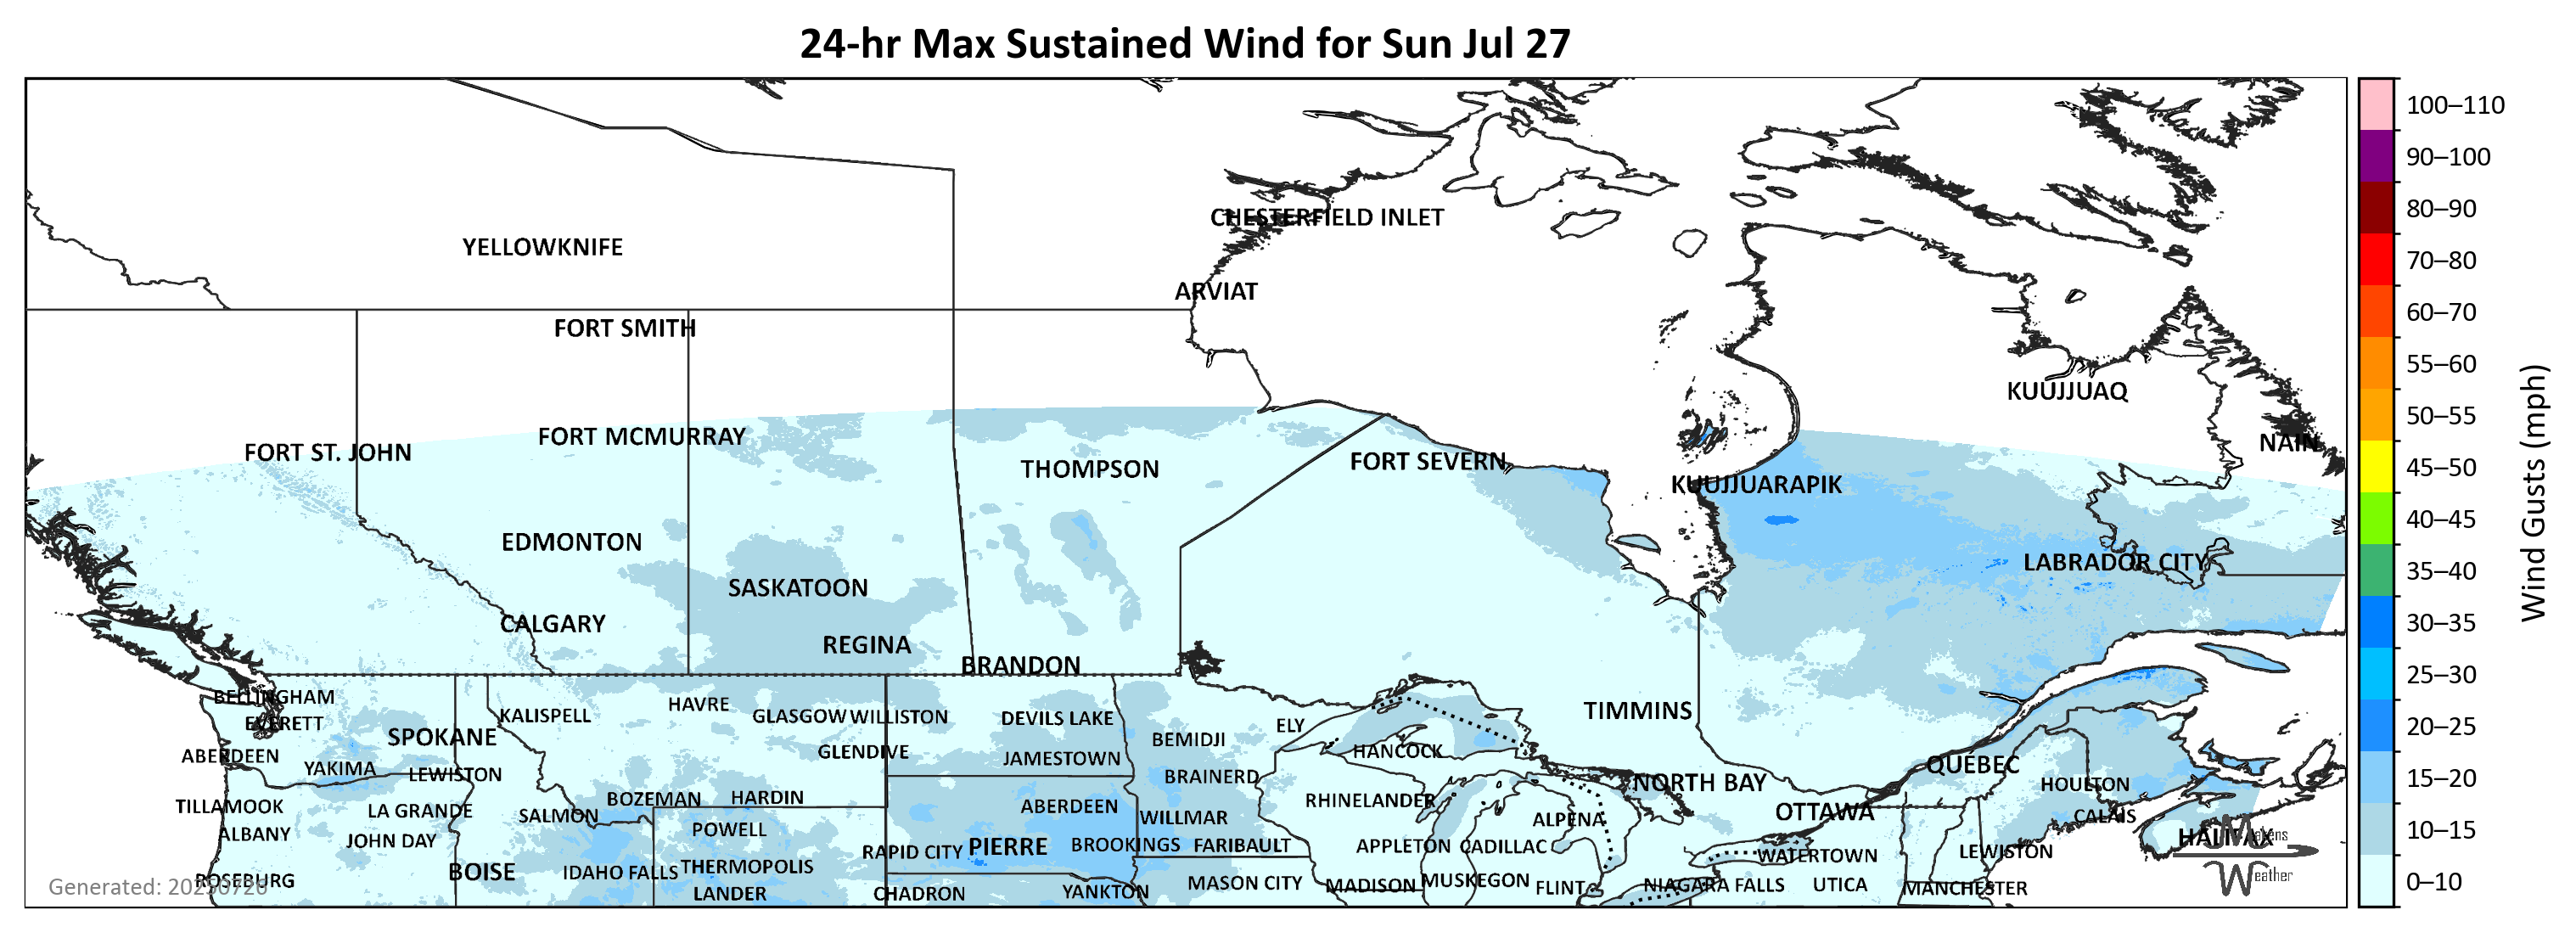 24-hr Max Sustained Wind for Sun Jul 27
100–110
90–100
80–90
70–80
60–70
55–60
50–55
45–50
40–45
35–40
30–35
25–30
20–25
15–20
10–15
0–10
Wind Gusts (mph)
CHESTERFIELD INLET
YELLOWKNIFE
ARVIAT
FORT SMITH
KUUJJUAQ
FORT MCMURRAY
NAIN
FORT ST. JOHN
FORT SEVERN
THOMPSON
KUUJJUARAPIK
EDMONTON
LABRADOR CITY
SASKATOON
CALGARY
REGINA
BRANDON
BELLINGHAM
HAVRE
TIMMINS
KALISPELL
GLASGOW
WILLISTON
DEVILS LAKE
EVERETT
ELY
SPOKANE
BEMIDJI
HANCOCK
GLENDIVE
ABERDEEN
JAMESTOWN
QUEBEC
YAKIMA
LEWISTON
BRAINERD
NORTH BAY
HOULTON
BOZEMAN
HARDIN
RHINELANDER
TILLAMOOK
ABERDEEN
LA GRANDE
OTTAWA
SALMON
CALAIS
WILLMAR
ALPENA
POWELL
ALBANY
HALIFAX
Makens
Weather
JOHN DAY
BROOKINGS
FARIBAULT
APPLETON
CADILLAC
PIERRE
RAPID CITY
LEWISTON
WATERTOWN
THERMOPOLIS
BOISE
IDAHO FALLS
ROSEBURG
MUSKEGON
MASON CITY
NIAGARA FALLS
UTICA
MADISON
FLINT
MANCHESTER
YANKTON
LANDER
CHADRON
Generated: 20250726